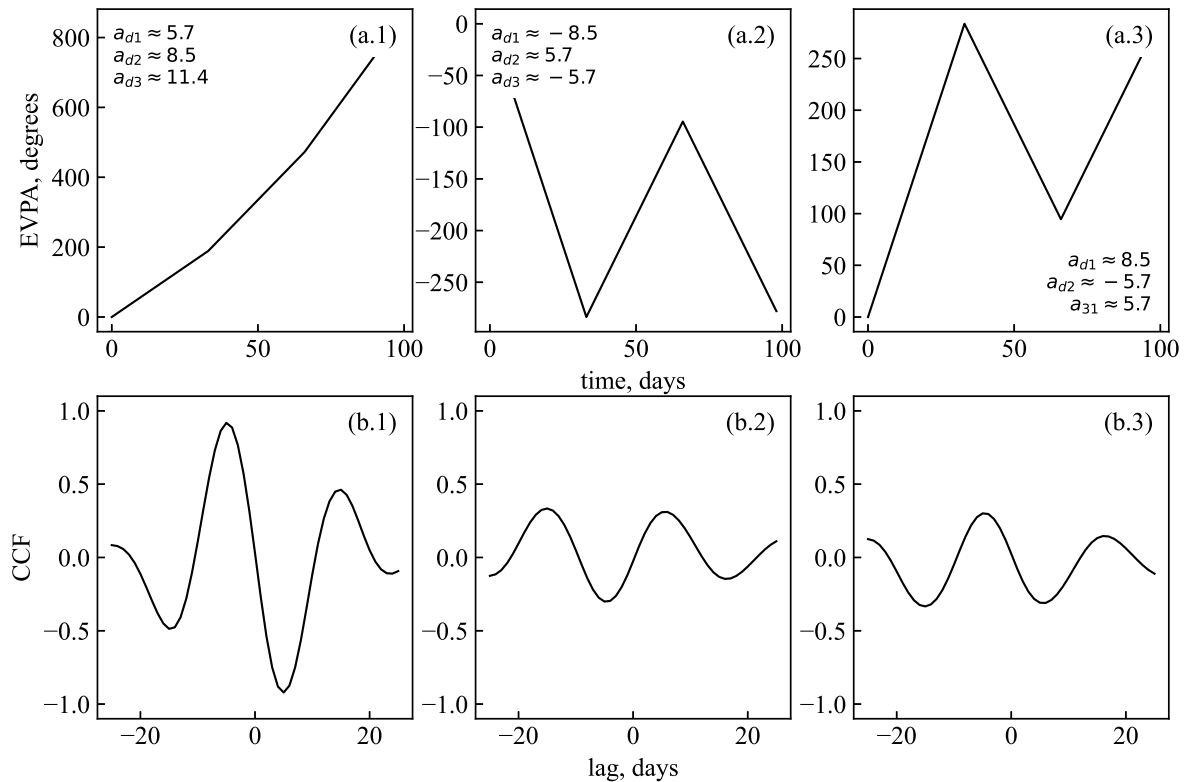 (a.1)
a_{d1} ≈ 5.7
a_{d2} ≈ 8.5
a_{d3} ≈ 11.4
800
600
400
200
0
EVPA, degrees
0 50 100
(a.2)
a_{d1} ≈ − 8.5
a_{d2} ≈ 5.7
a_{d3} ≈ − 5.7
0
−50
−100
−150
−200
−250
0 50 100
time, days
(a.3)
250
200
150
100
50
0
a_{d1} ≈ 8.5
a_{d2} ≈ − 5.7
a_{31} ≈ 5.7
0 50 100
(b.1)
1.0
0.5
0.0
−0.5
−1.0
CCF
−20 0 20
(b.2)
1.0
0.5
0.0
−0.5
−1.0
−20 0 20
lag, days
(b.3)
1.0
0.5
0.0
−0.5
−1.0
−20 0 20